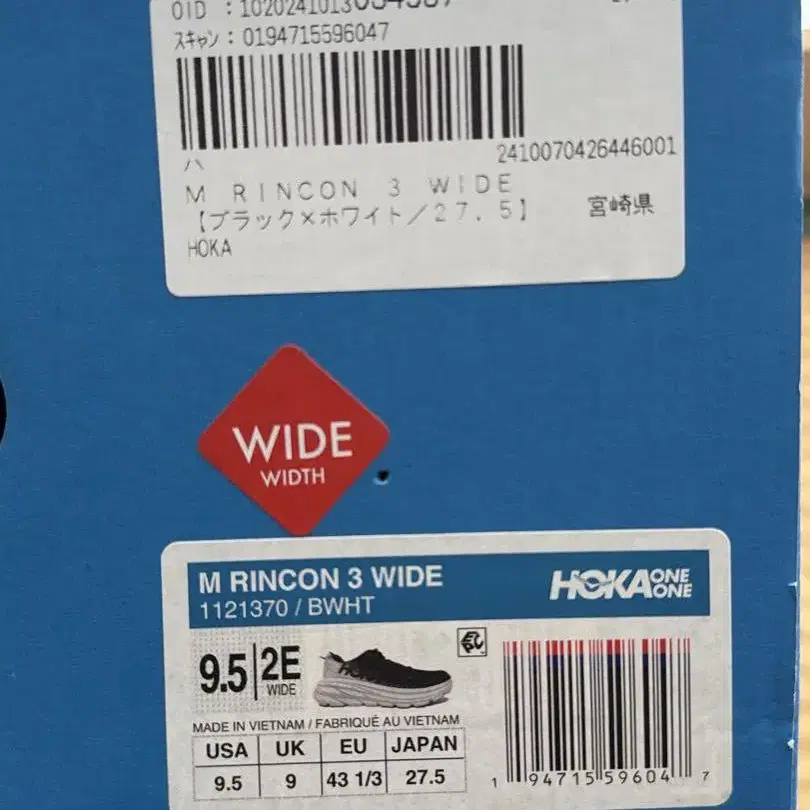 OID : 1020241013
スキャン : 0194715596047
ハ
2410070426446001
M RINCON 3 WIDE
【ブラック×ホワイト/27.5】
宮崎県
HOKA
WIDE
WIDTH
M RINCON 3 WIDE
1121370 / BWHT
HOKA ONE ONE
9.5 2E
WIDE
MADE IN VIETNAM / FABRIQUÉ AU VIETNAM
USA UK EU JAPAN
9.5 9 43 1/3 27.5
1 94715 59604 7